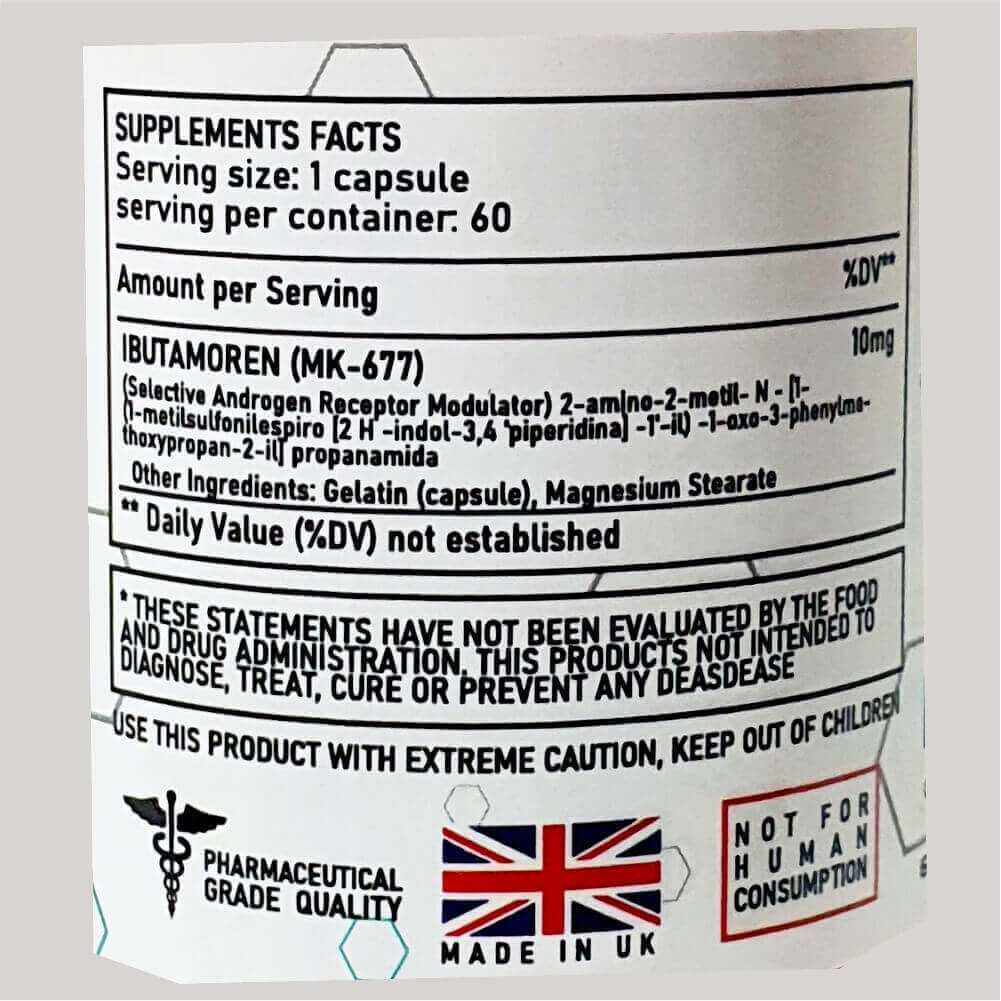 SUPPLEMENTS FACTS
Serving size: 1 capsule
serving per container: 60
Amount per Serving %DV**
IBUTAMOREN (MK-677) 10mg
(Selective Androgen Receptor Modulator) 2-amino-2-metil- N - [1-
(1-metilsulfonilespiro [2 H -indol-3,4 'piperidina] -1'-il) -1-oxo-3-phenylme-
thoxypropan-2-il] propanamida
Other Ingredients: Gelatin (capsule), Magnesium Stearate
** Daily Value (%DV) not established
* THESE STATEMENTS HAVE NOT BEEN EVALUATED BY THE FOOD
AND DRUG ADMINISTRATION. THIS PRODUCTS NOT INTENDED TO
DIAGNOSE, TREAT, CURE OR PREVENT ANY DEASDEASE
USE THIS PRODUCT WITH EXTREME CAUTION, KEEP OUT OF CHILDREN
PHARMACEUTICAL
GRADE QUALITY
MADE IN UK
NOT FOR
HUMAN
CONSUMPTION